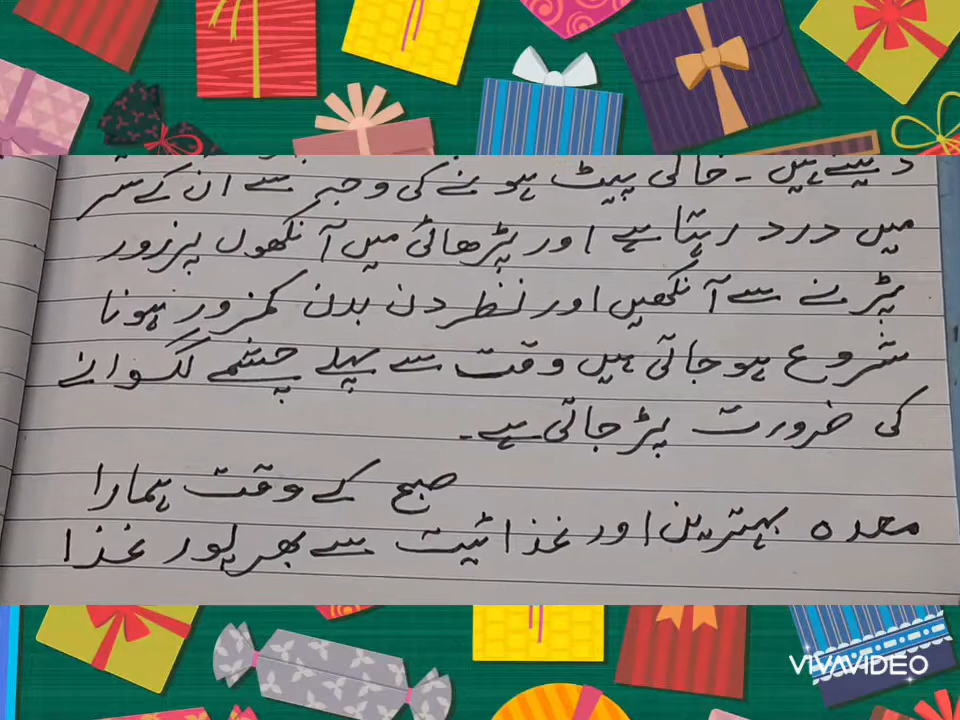 دیتے ہیں ۔ خالی پیٹ ہونے کی وجہ سے ان کے سر
میں درد رہتا ہے اور پڑھائی میں آنکھوں پر زور
پڑنے سے آنکھیں اور نظر دن بدن کمزور ہونا
شروع ہو جاتی ہیں وقت سے پہلے چشمے لگوانے
کی ضرورت پڑ جاتی ہے۔
صبح کے وقت ہمارا
معدہ بہترین اور غذائیت سے بھرپور غذا
VIVAVIDEO